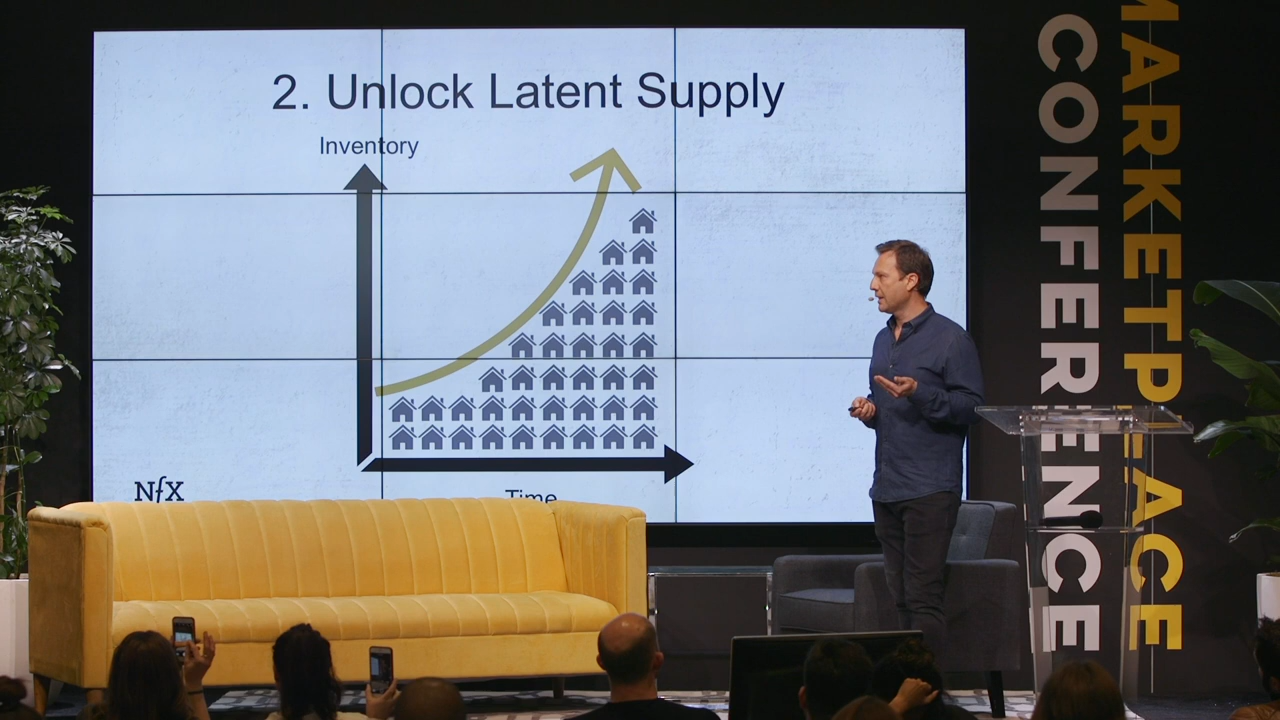 2. Unlock Latent Supply
Inventory
Time
NfX
MARKETPLACE
CONFERENCE